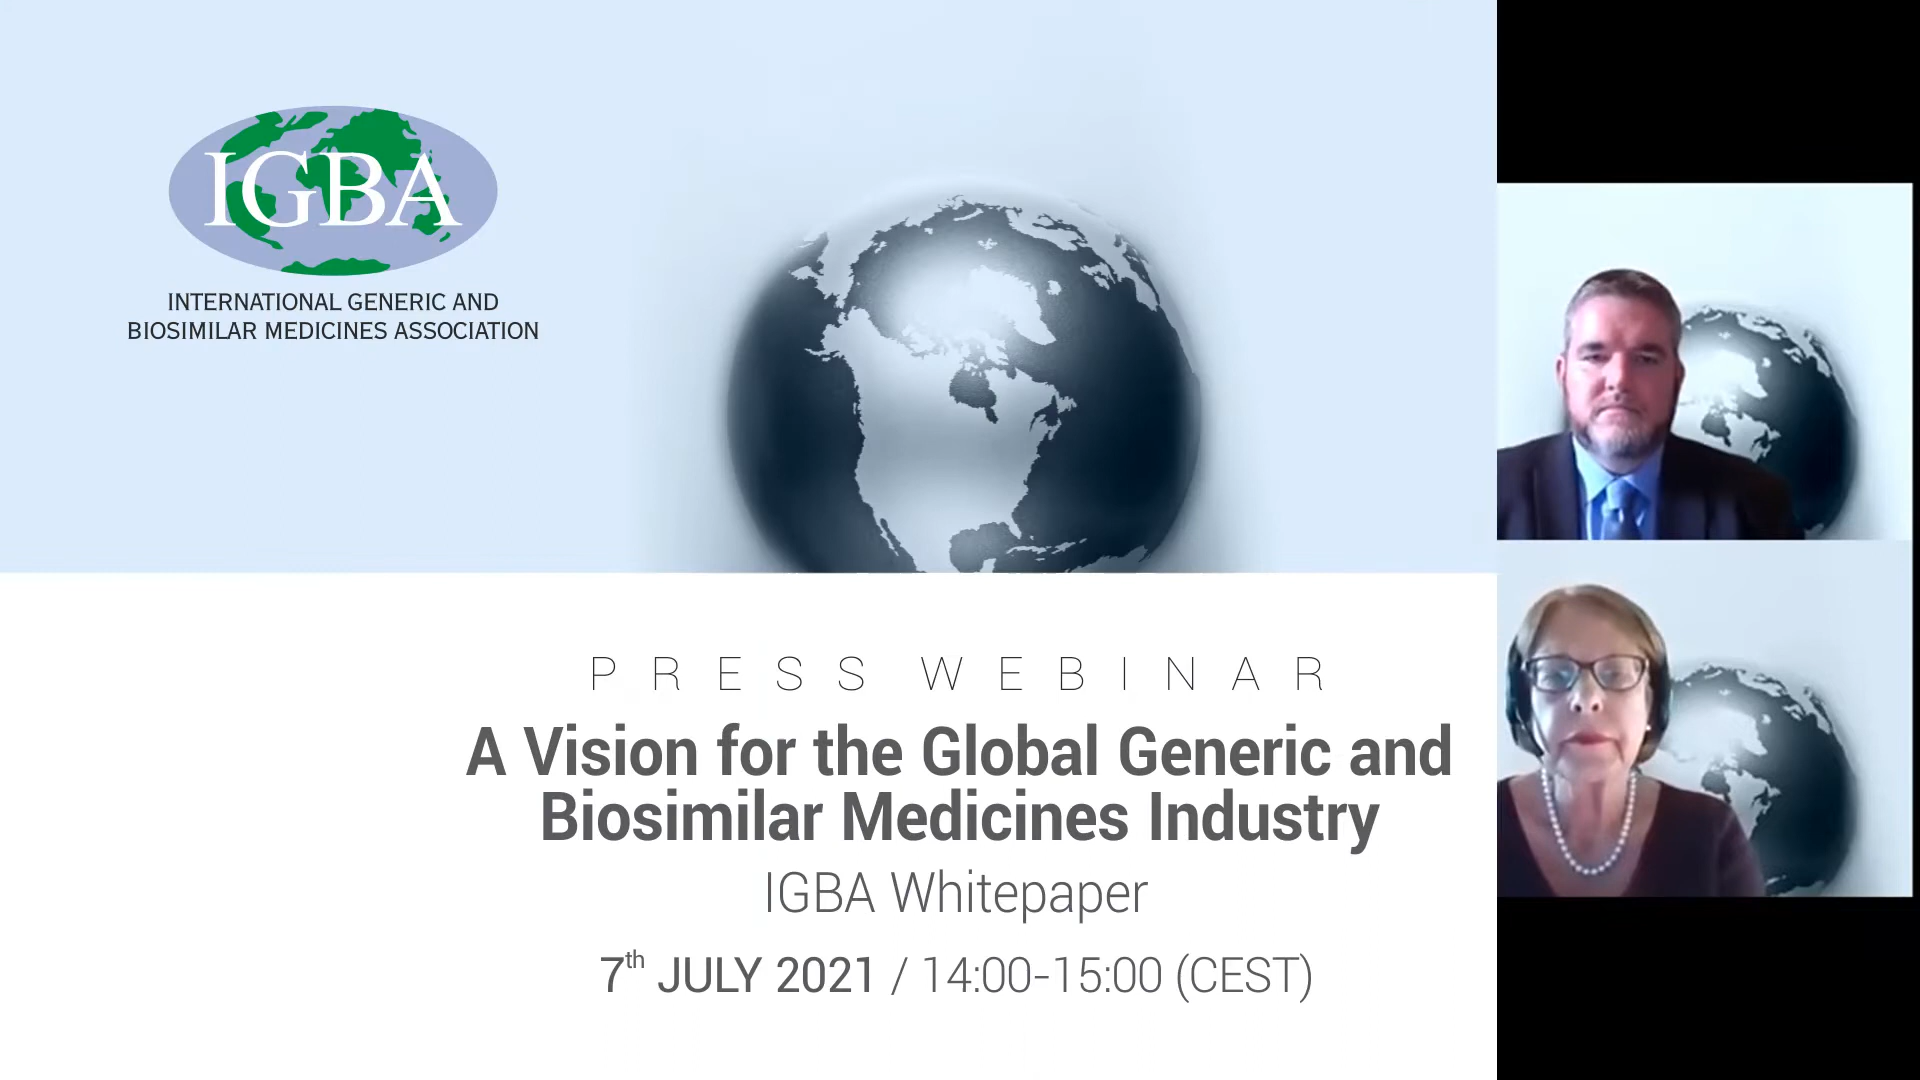 IGBA
INTERNATIONAL GENERIC AND
BIOSIMILAR MEDICINES ASSOCIATION
PRESS WEBINAR
A Vision for the Global Generic and
Biosimilar Medicines Industry
IGBA Whitepaper
7th JULY 2021 / 14:00-15:00 (CEST)